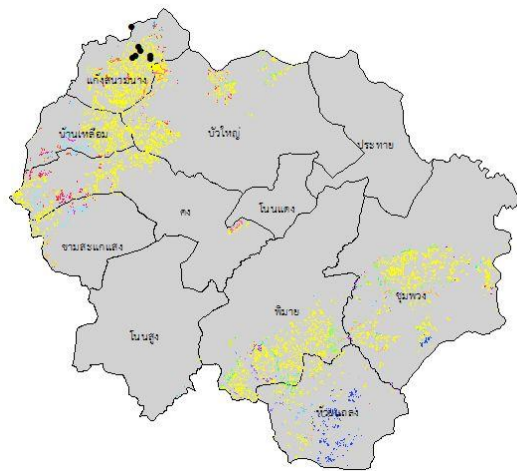 แก้งสนามนาง
บ้านเหลื่อม
บัวใหญ่
ประทาย
คง
โนนแดง
ขามสะแกแสง
ชุมพวง
พิมาย
โนนสูง
ห้วยแถลง